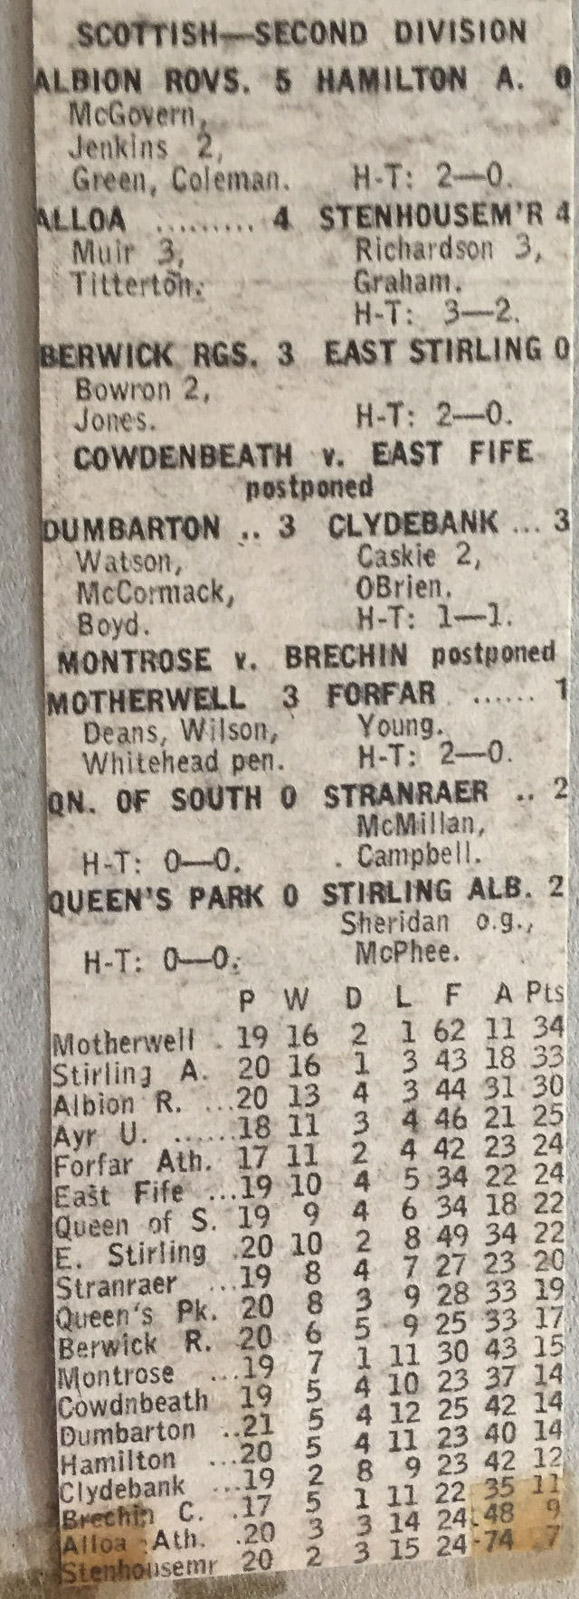 SCOTTISH—SECOND DIVISION
ALBION ROVS. 5 HAMILTON A. 0
McGovern,
Jenkins 2,
Green, Coleman. H-T: 2—0.
ALLOA ......... 4 STENHOUSEM'R 4
Muir 3, Richardson 3,
Titterton. Graham.
H-T: 3—2.
BERWICK RGS. 3 EAST STIRLING 0
Bowron 2,
Jones. H-T: 2—0.
COWDENBEATH v. EAST FIFE
postponed
DUMBARTON .. 3 CLYDEBANK ... 3
Watson, Caskie 2,
McCormack, OBrien.
Boyd. H-T: 1—1.
MONTROSE v. BRECHIN postponed
MOTHERWELL 3 FORFAR ...... 1
Deans, Wilson, Young.
Whitehead pen. H-T: 2—0.
QN. OF SOUTH 0 STRANRAER .. 2
McMillan,
H-T: 0—0. Campbell.
QUEEN'S PARK 0 STIRLING ALB. 2
Sheridan o.g.,
H-T: 0—0. McPhee.
P W D L F A Pts
Motherwell . 19 16 2 1 62 11 34
Stirling A. 20 16 1 3 43 18 33
Albion R. ...20 13 4 3 44 31 30
Ayr U. ......18 11 3 4 46 21 25
Forfar Ath. 17 11 2 4 42 23 24
East Fife ...19 10 4 5 34 22 24
Queen of S. 19 9 4 6 34 18 22
E. Stirling .20 10 2 8 49 34 22
Stranraer ...19 8 4 7 27 23 20
Queen's Pk. 20 8 3 9 28 33 19
Berwick R. 20 6 5 9 25 33 17
Montrose ...19 7 1 11 30 43 15
Cowdnbeath 19 5 4 10 23 37 14
Dumbarton ..21 5 4 12 25 42 14
Hamilton ...20 5 4 11 23 40 14
Clydebank ...19 2 8 9 23 42 12
Brechin C. .17 5 1 11 22 35 11
Alloa Ath. .20 3 3 14 24 48 9
Stenhousemr 20 2 3 15 24 74 7